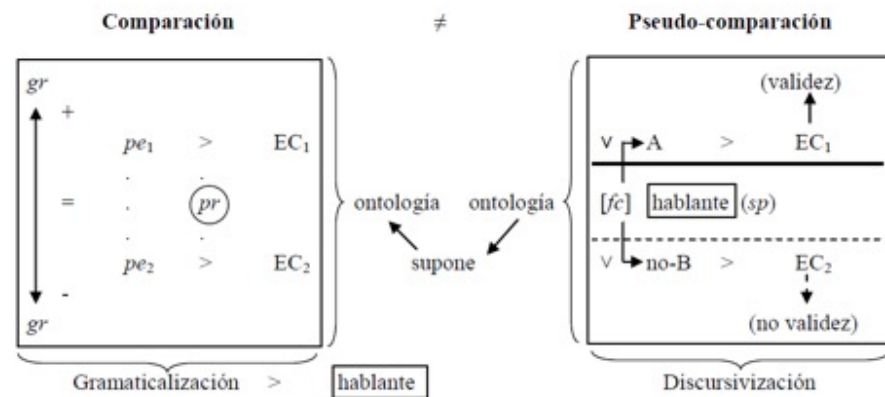 Comparación ≠ Pseudo-comparación
gr (validez)
+
pe₁ > EC₁ ∨ A > EC₁
. .
= . pr ontología ontología [fc] hablante (sp)
. .
pe₂ > EC₂ supone ∨ no-B > EC₂
-
gr (no validez)
Gramaticalización > hablante Discursivización